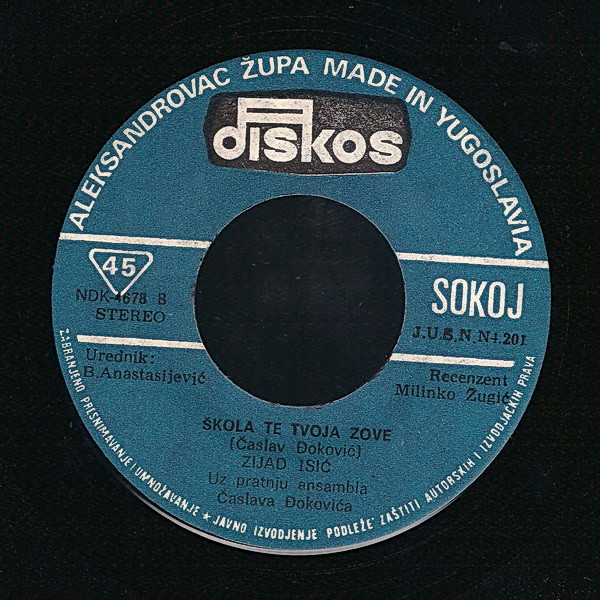 ALEKSANDROVAC ŽUPA MADE IN YUGOSLAVIA
diskos
45
NDK-4678 B
STEREO
SOKOJ
J.U.S.N.N4.201
Urednik:
B.Anastasijević
Recenzent
Milinko Žugić
ŠKOLA TE TVOJA ZOVE
(Časlav Đoković)
ZIJAD ISIĆ
Uz pratnju ansambla
Časlava Đokovića
ZABRANJENO PRESNIMAVANJE I UMNOŽAVANJE ★ JAVNO IZVODJENJE PODLEŽE ZAŠTITI AUTORSKIH I IZVODJAČKIH PRAVA